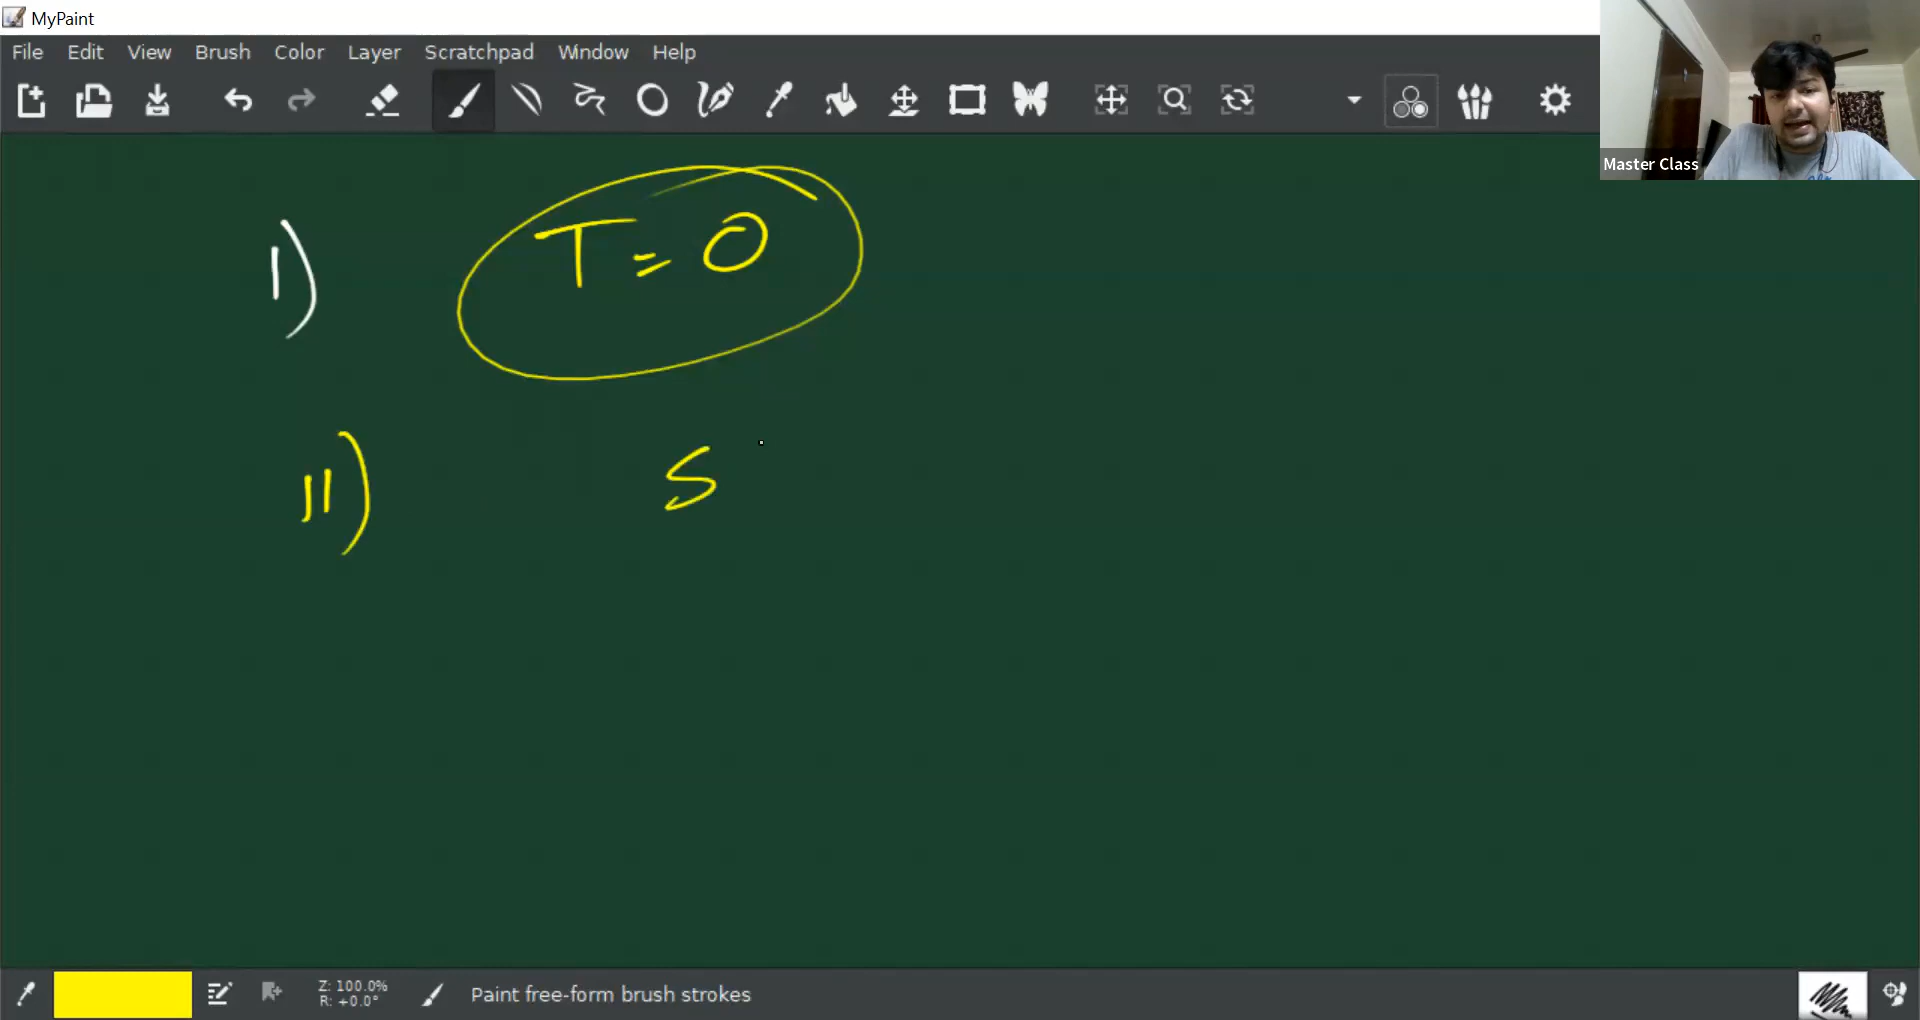 MyPaint
File Edit View Brush Color Layer Scratchpad Window Help
Master Class
I) T = 0
II) S
Z: 100.0%
R: +0.0°
Paint free-form brush strokes